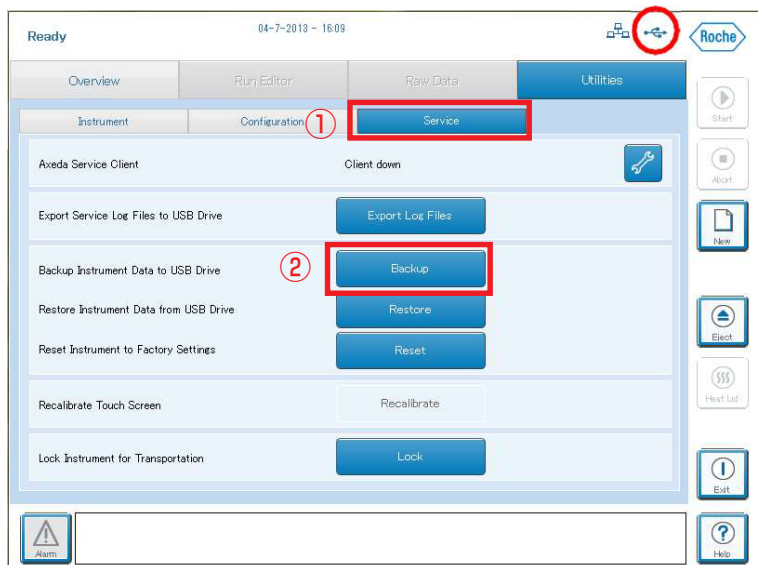 Ready
04-7-2013 - 16:09
Roche
Overview
Run Editor
Raw Data
Utilities
Instrument
Configuration
①
Service
Start
Axeda Service Client
Client down
Abort
Export Service Log Files to USB Drive
Export Log Files
New
Backup Instrument Data to USB Drive
②
Backup
Restore Instrument Data from USB Drive
Restore
Eject
Reset Instrument to Factory Settings
Reset
Heat Lid
Recalibrate Touch Screen
Recalibrate
Lock Instrument for Transportation
Lock
Exit
Alarm
?
Help